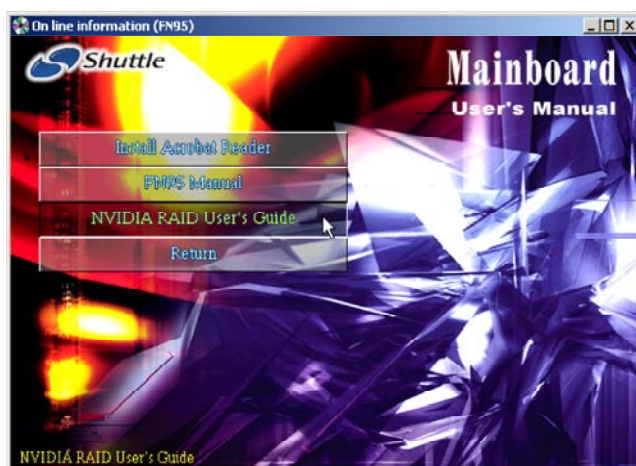 On line information (FN95)
Shuttle
Mainboard
User's Manual
Install Acrobat Reader
FN95 Manual
NVIDIA RAID User's Guide
Return
NVIDIA RAID User's Guide